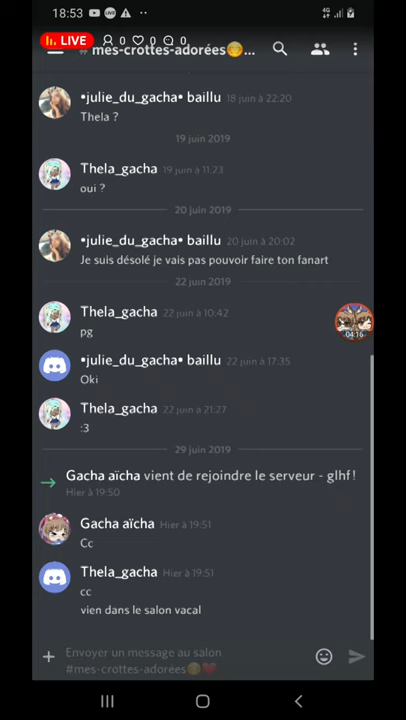 18:53
4G
LIVE 0 0 0
# mes-crottes-adorées😊...
•julie_du_gacha• baillu 18 juin à 22:20
Thela ?
19 juin 2019
Thela_gacha 19 juin à 11:23
oui ?
20 juin 2019
•julie_du_gacha• baillu 20 juin à 20:02
Je suis désolé je vais pas pouvoir faire ton fanart
22 juin 2019
Thela_gacha 22 juin à 10:42
pg
04:16
•julie_du_gacha• baillu 22 juin à 17:35
Oki
Thela_gacha 22 juin à 21:27
:3
29 juin 2019
Gacha aïcha vient de rejoindre le serveur - glhf!
Hier à 19:50
Gacha aïcha Hier à 19:51
Cc
Thela_gacha Hier à 19:51
cc
vien dans le salon vacal
Envoyer un message au salon
#mes-crottes-adorées😊❤️